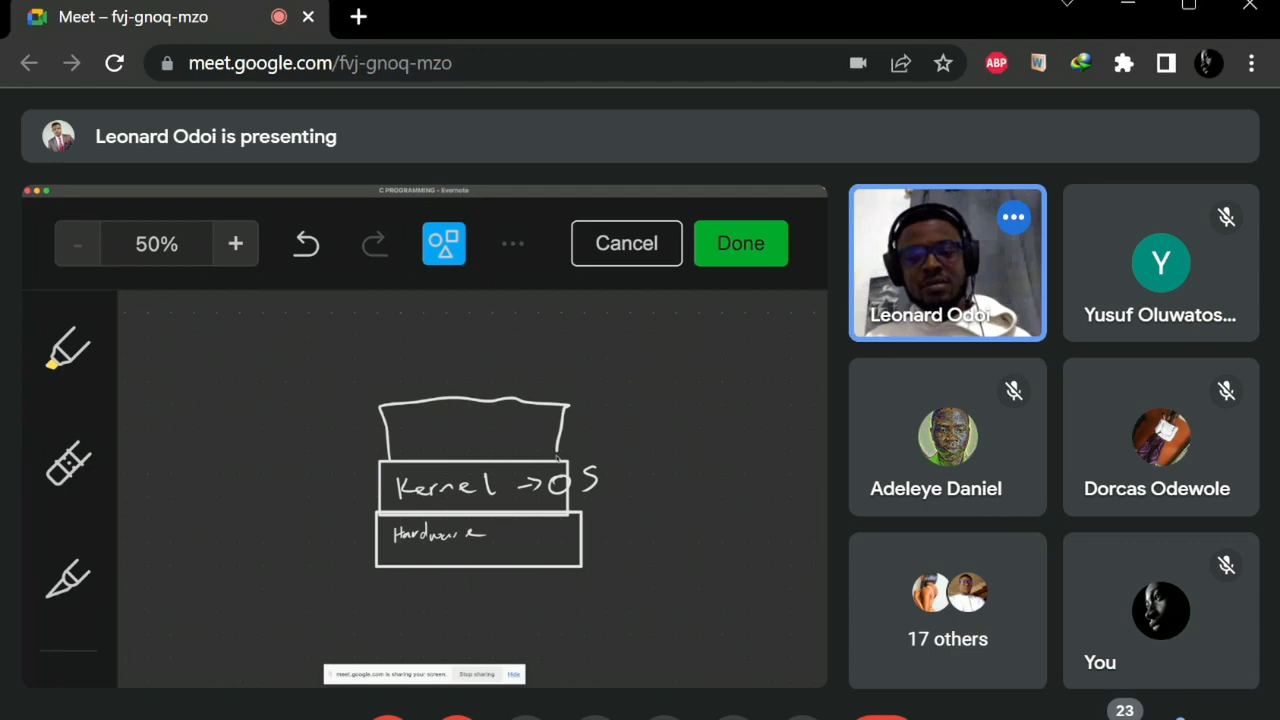 Meet – fvj-gnoq-mzo
meet.google.com/fvj-gnoq-mzo
ABP
W
Leonard Odoi is presenting
C PROGRAMMING - Evernote
- 50% +
Cancel
Done
Kernel → OS
Hardware
meet.google.com is sharing your screen.
Stop sharing
Hide
Leonard Odoi
Y
Yusuf Oluwatos...
Adeleye Daniel
Dorcas Odewole
17 others
You
23